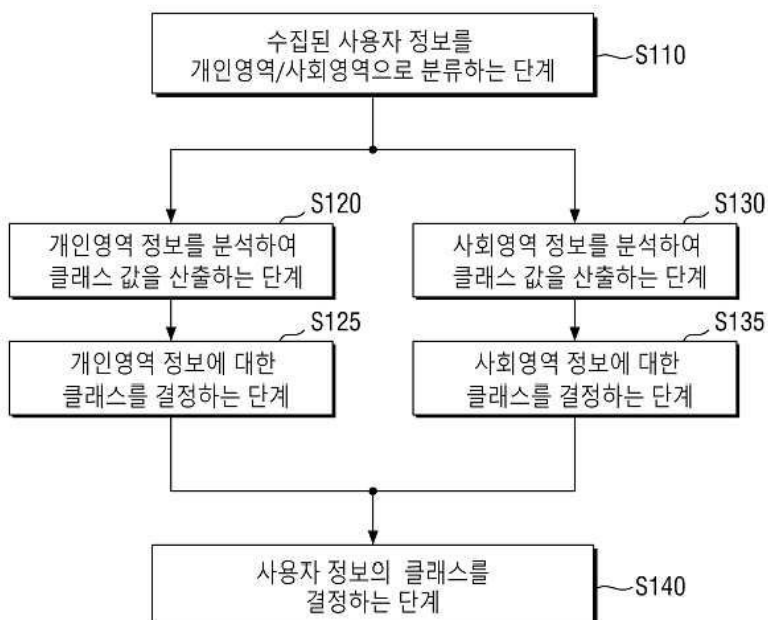 수집된 사용자 정보를
개인영역/사회영역으로 분류하는 단계
S110
S120
개인영역 정보를 분석하여
클래스 값을 산출하는 단계
S130
사회영역 정보를 분석하여
클래스 값을 산출하는 단계
S125
개인영역 정보에 대한
클래스를 결정하는 단계
S135
사회영역 정보에 대한
클래스를 결정하는 단계
사용자 정보의 클래스를
결정하는 단계
S140